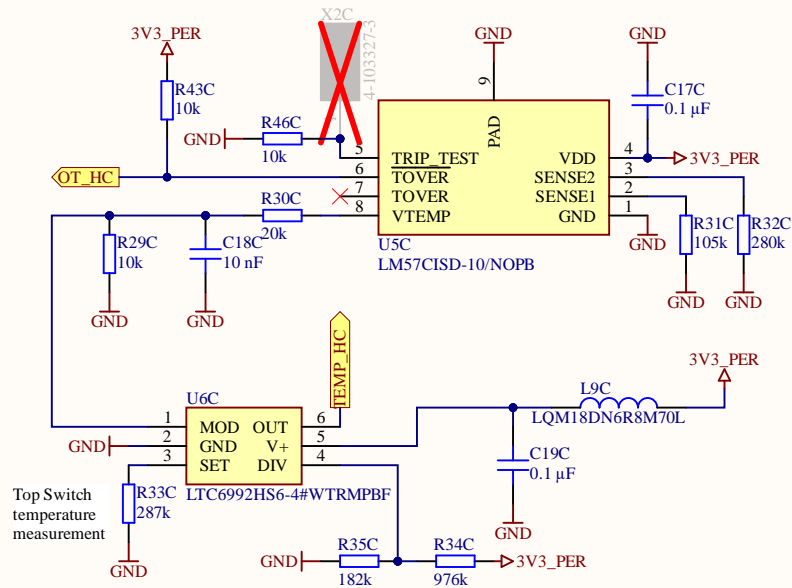 X2C
4-103327-3
1
3V3_PER
R43C
10k
GND
R46C
10k
OT_HC
R30C
20k
R29C
10k
GND
C18C
10 nF
GND
GND
9
PAD
5 TRIP_TEST
6 TOVER
7 TOVER
8 VTEMP
VDD 4
SENSE2 3
SENSE1 2
GND 1
U5C
LM57CISD-10/NOPB
GND
C17C
0.1 µF
3V3_PER
GND
R31C
105k
GND
R32C
280k
GND
TEMP_HC
U6C
1 MOD
2 GND
3 SET
OUT 6
V+ 5
DIV 4
LTC6992HS6-4#WTRMPBF
GND
R33C
287k
GND
Top Switch
temperature
measurement
3V3_PER
L9C
LQM18DN6R8M70L
C19C
0.1 µF
GND
GND
R35C
182k
R34C
976k
3V3_PER